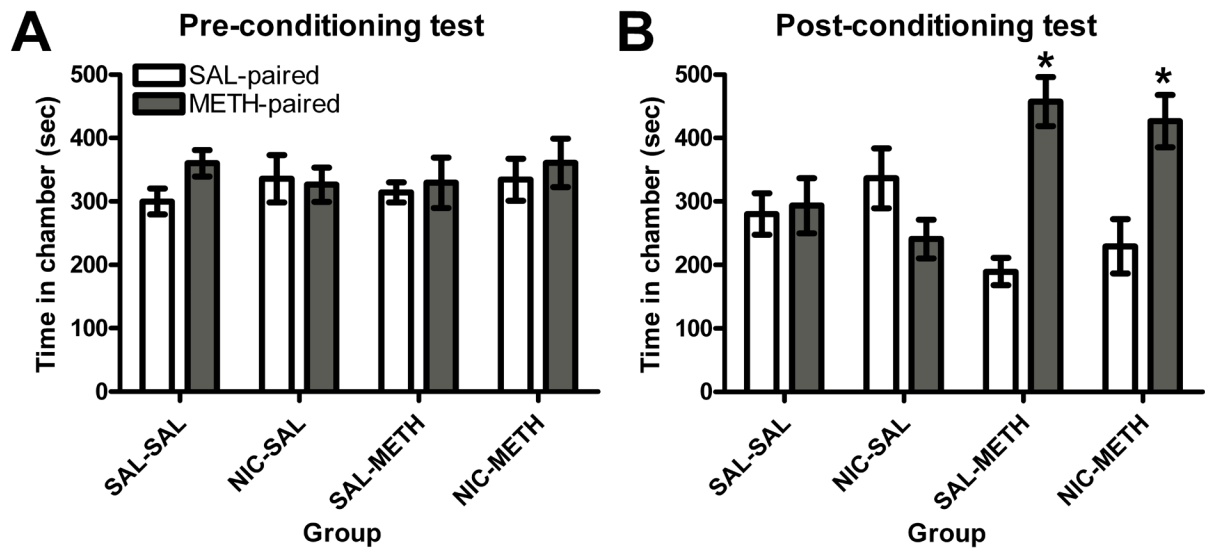 A
Pre-conditioning test
SAL-paired
METH-paired
Time in chamber (sec)
500
400
300
200
100
0
SAL-SAL
NIC-SAL
SAL-METH
NIC-METH
Group
B
Post-conditioning test
Time in chamber (sec)
500
400
300
200
100
0
*
*
SAL-SAL
NIC-SAL
SAL-METH
NIC-METH
Group